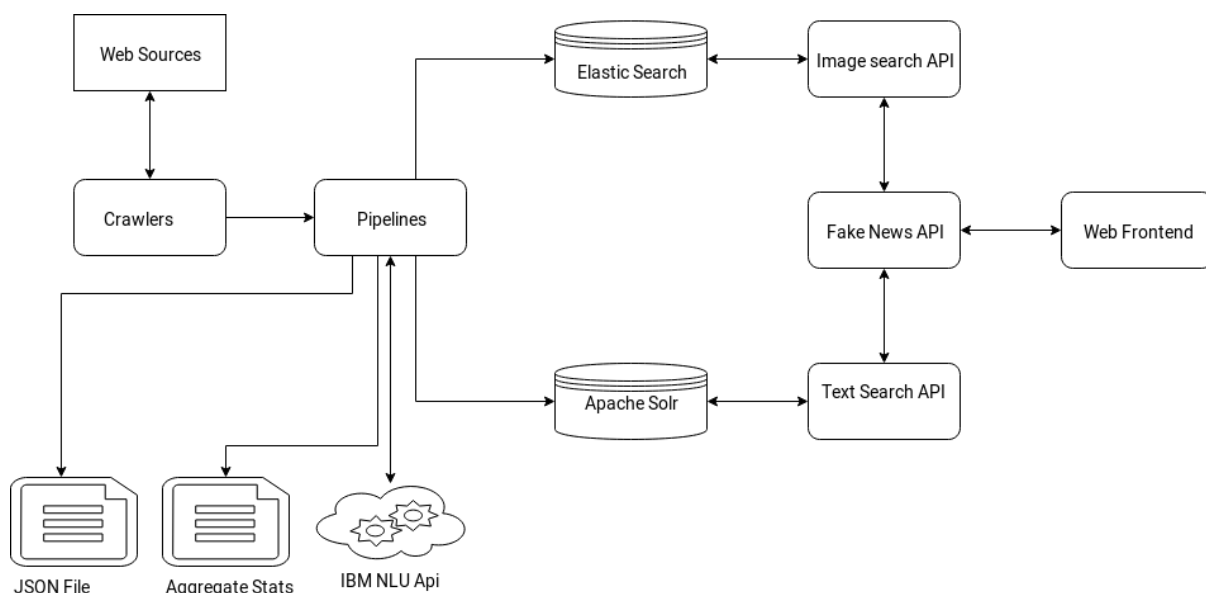 Web Sources
Elastic Search
Image search API
Crawlers
Pipelines
Fake News API
Web Frontend
Apache Solr
Text Search API
JSON File
Aggregate Stats
IBM NLU Api